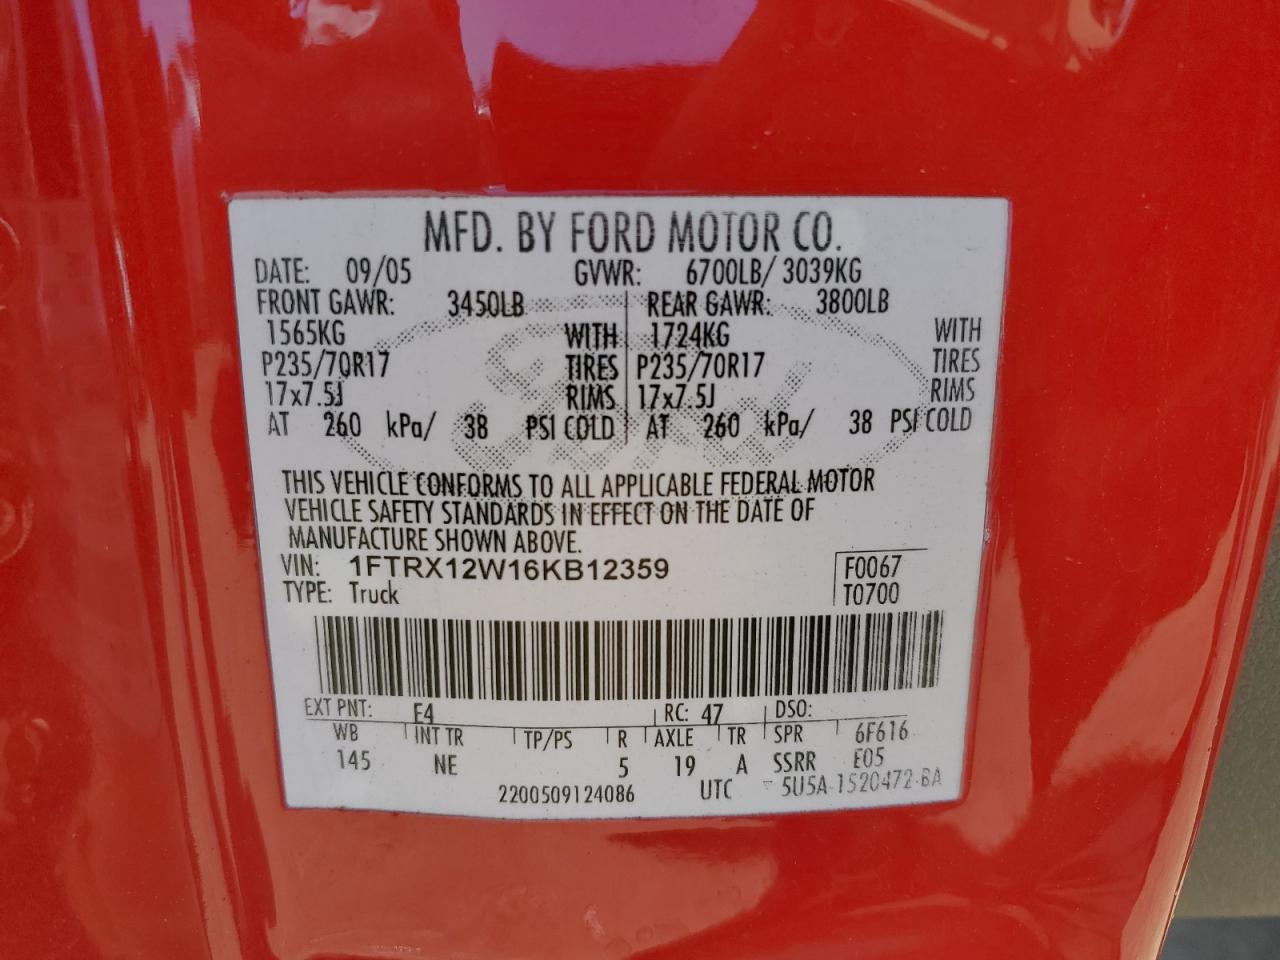 MFD. BY FORD MOTOR CO.
DATE: 09/05 GVWR: 6700LB/ 3039KG
FRONT GAWR: 3450LB REAR GAWR: 3800LB
1565KG WITH 1724KG WITH
P235/70R17 TIRES P235/70R17 TIRES
17x7.5J RIMS 17x7.5J RIMS
AT 260 kPa/ 38 PSI COLD AT 260 kPa/ 38 PSI COLD
THIS VEHICLE CONFORMS TO ALL APPLICABLE FEDERAL MOTOR
VEHICLE SAFETY STANDARDS IN EFFECT ON THE DATE OF
MANUFACTURE SHOWN ABOVE.
VIN: 1FTRX12W16KB12359 F0067
TYPE: Truck T0700
EXT PNT: E4 RC: 47 DSO:
WB INT TR TP/PS R AXLE TR SPR 6F616
145 NE 5 19 A SSRR E05
2200509124086 UTC 5U5A-1520472-BA